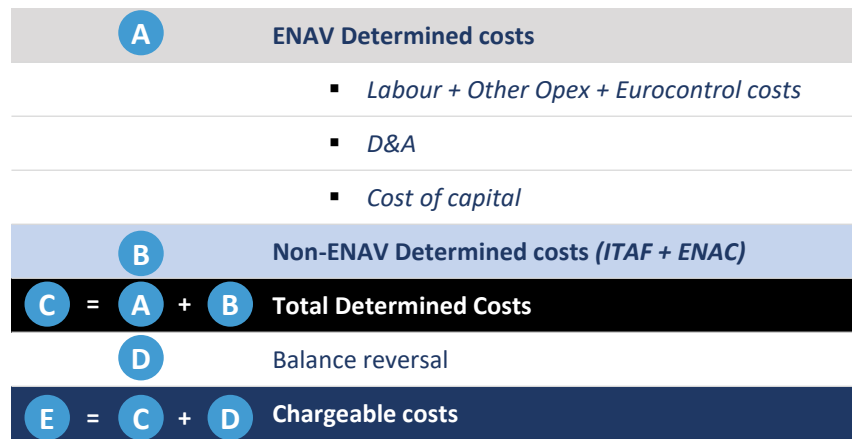 A ENAV Determined costs
▪ Labour + Other Opex + Eurocontrol costs
▪ D&A
▪ Cost of capital
B Non-ENAV Determined costs (ITAF + ENAC)
C = A + B Total Determined Costs
D Balance reversal
E = C + D Chargeable costs